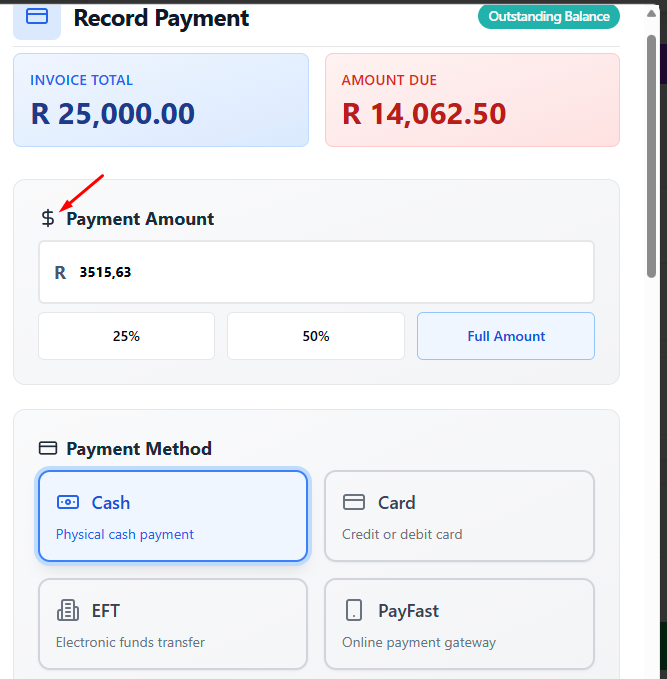 Record Payment
Outstanding Balance
INVOICE TOTAL
R 25,000.00
AMOUNT DUE
R 14,062.50
$ Payment Amount
R 3515,63
25%
50%
Full Amount
Payment Method
Cash
Physical cash payment
Card
Credit or debit card
EFT
Electronic funds transfer
PayFast
Online payment gateway